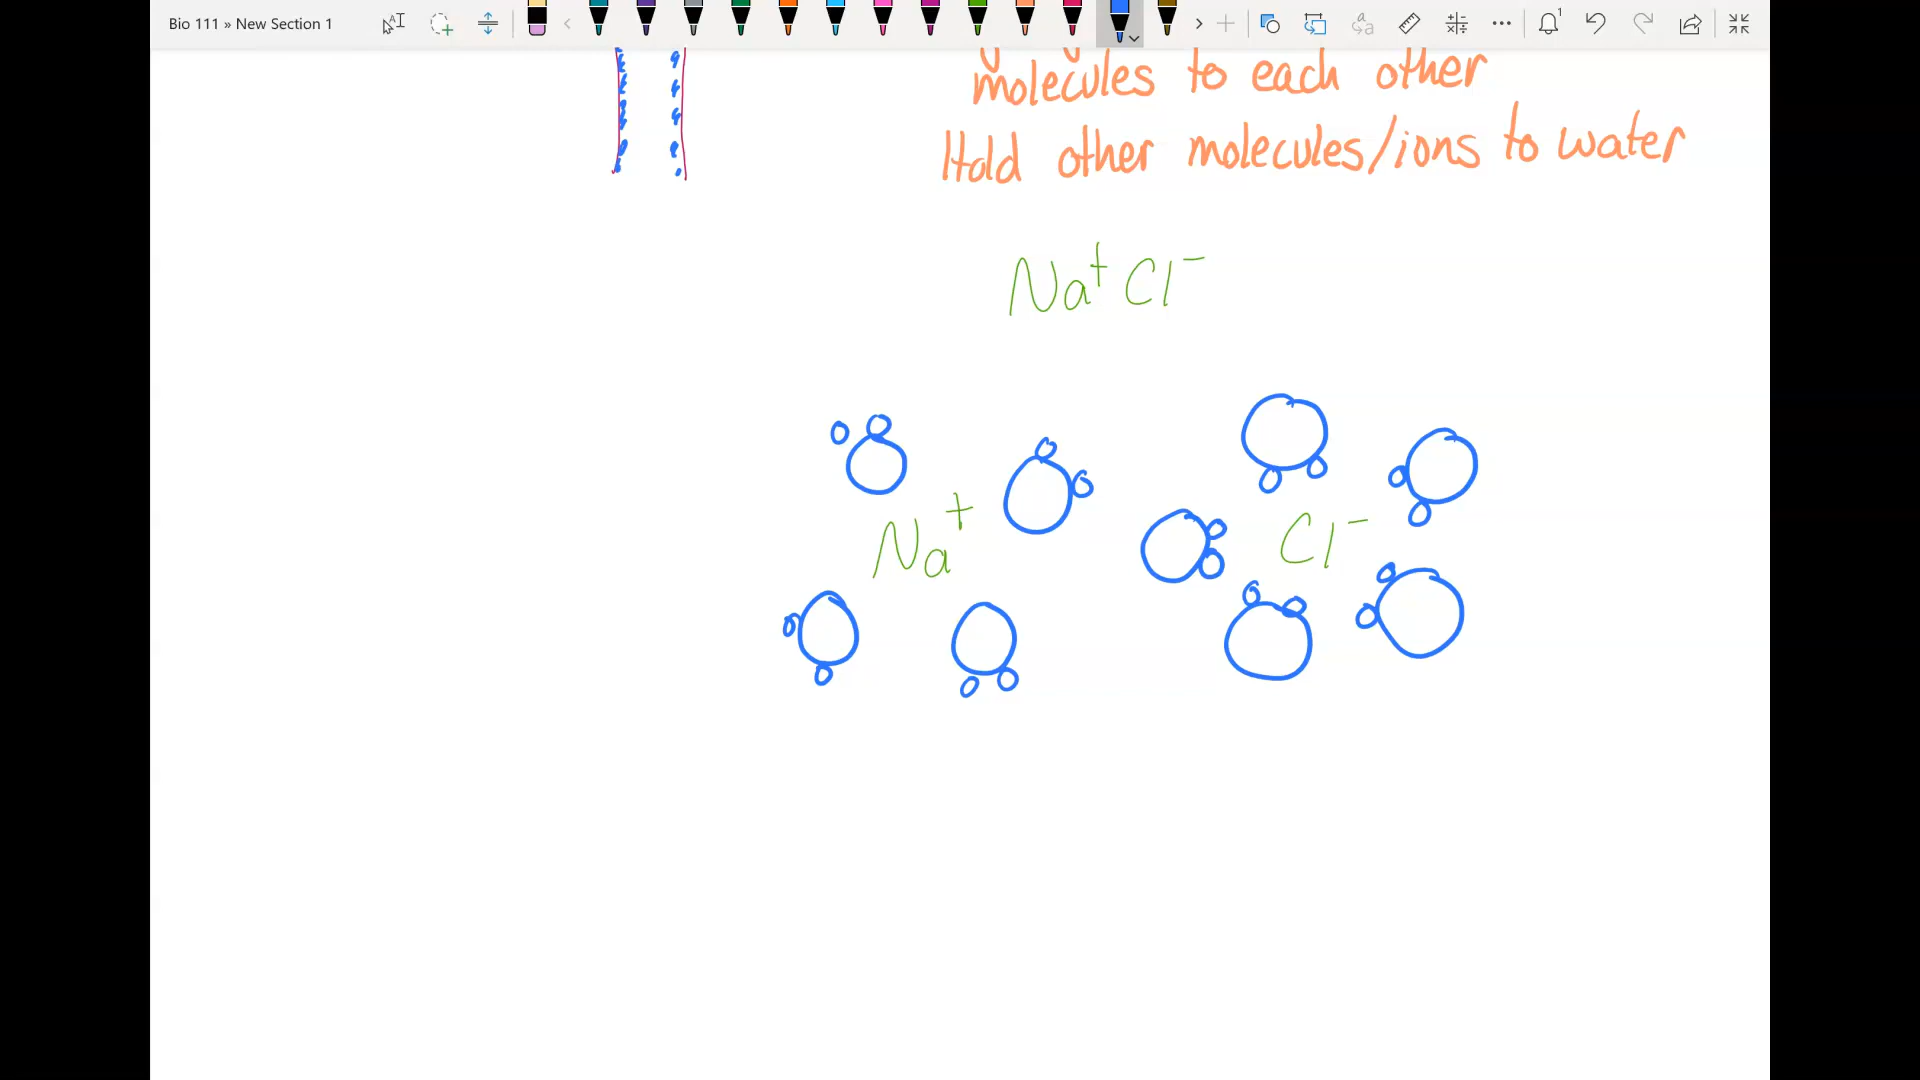 Bio 111 » New Section 1
molecules to each other
Hold other molecules/ions to water
Na⁺ Cl⁻
Na⁺
Cl⁻